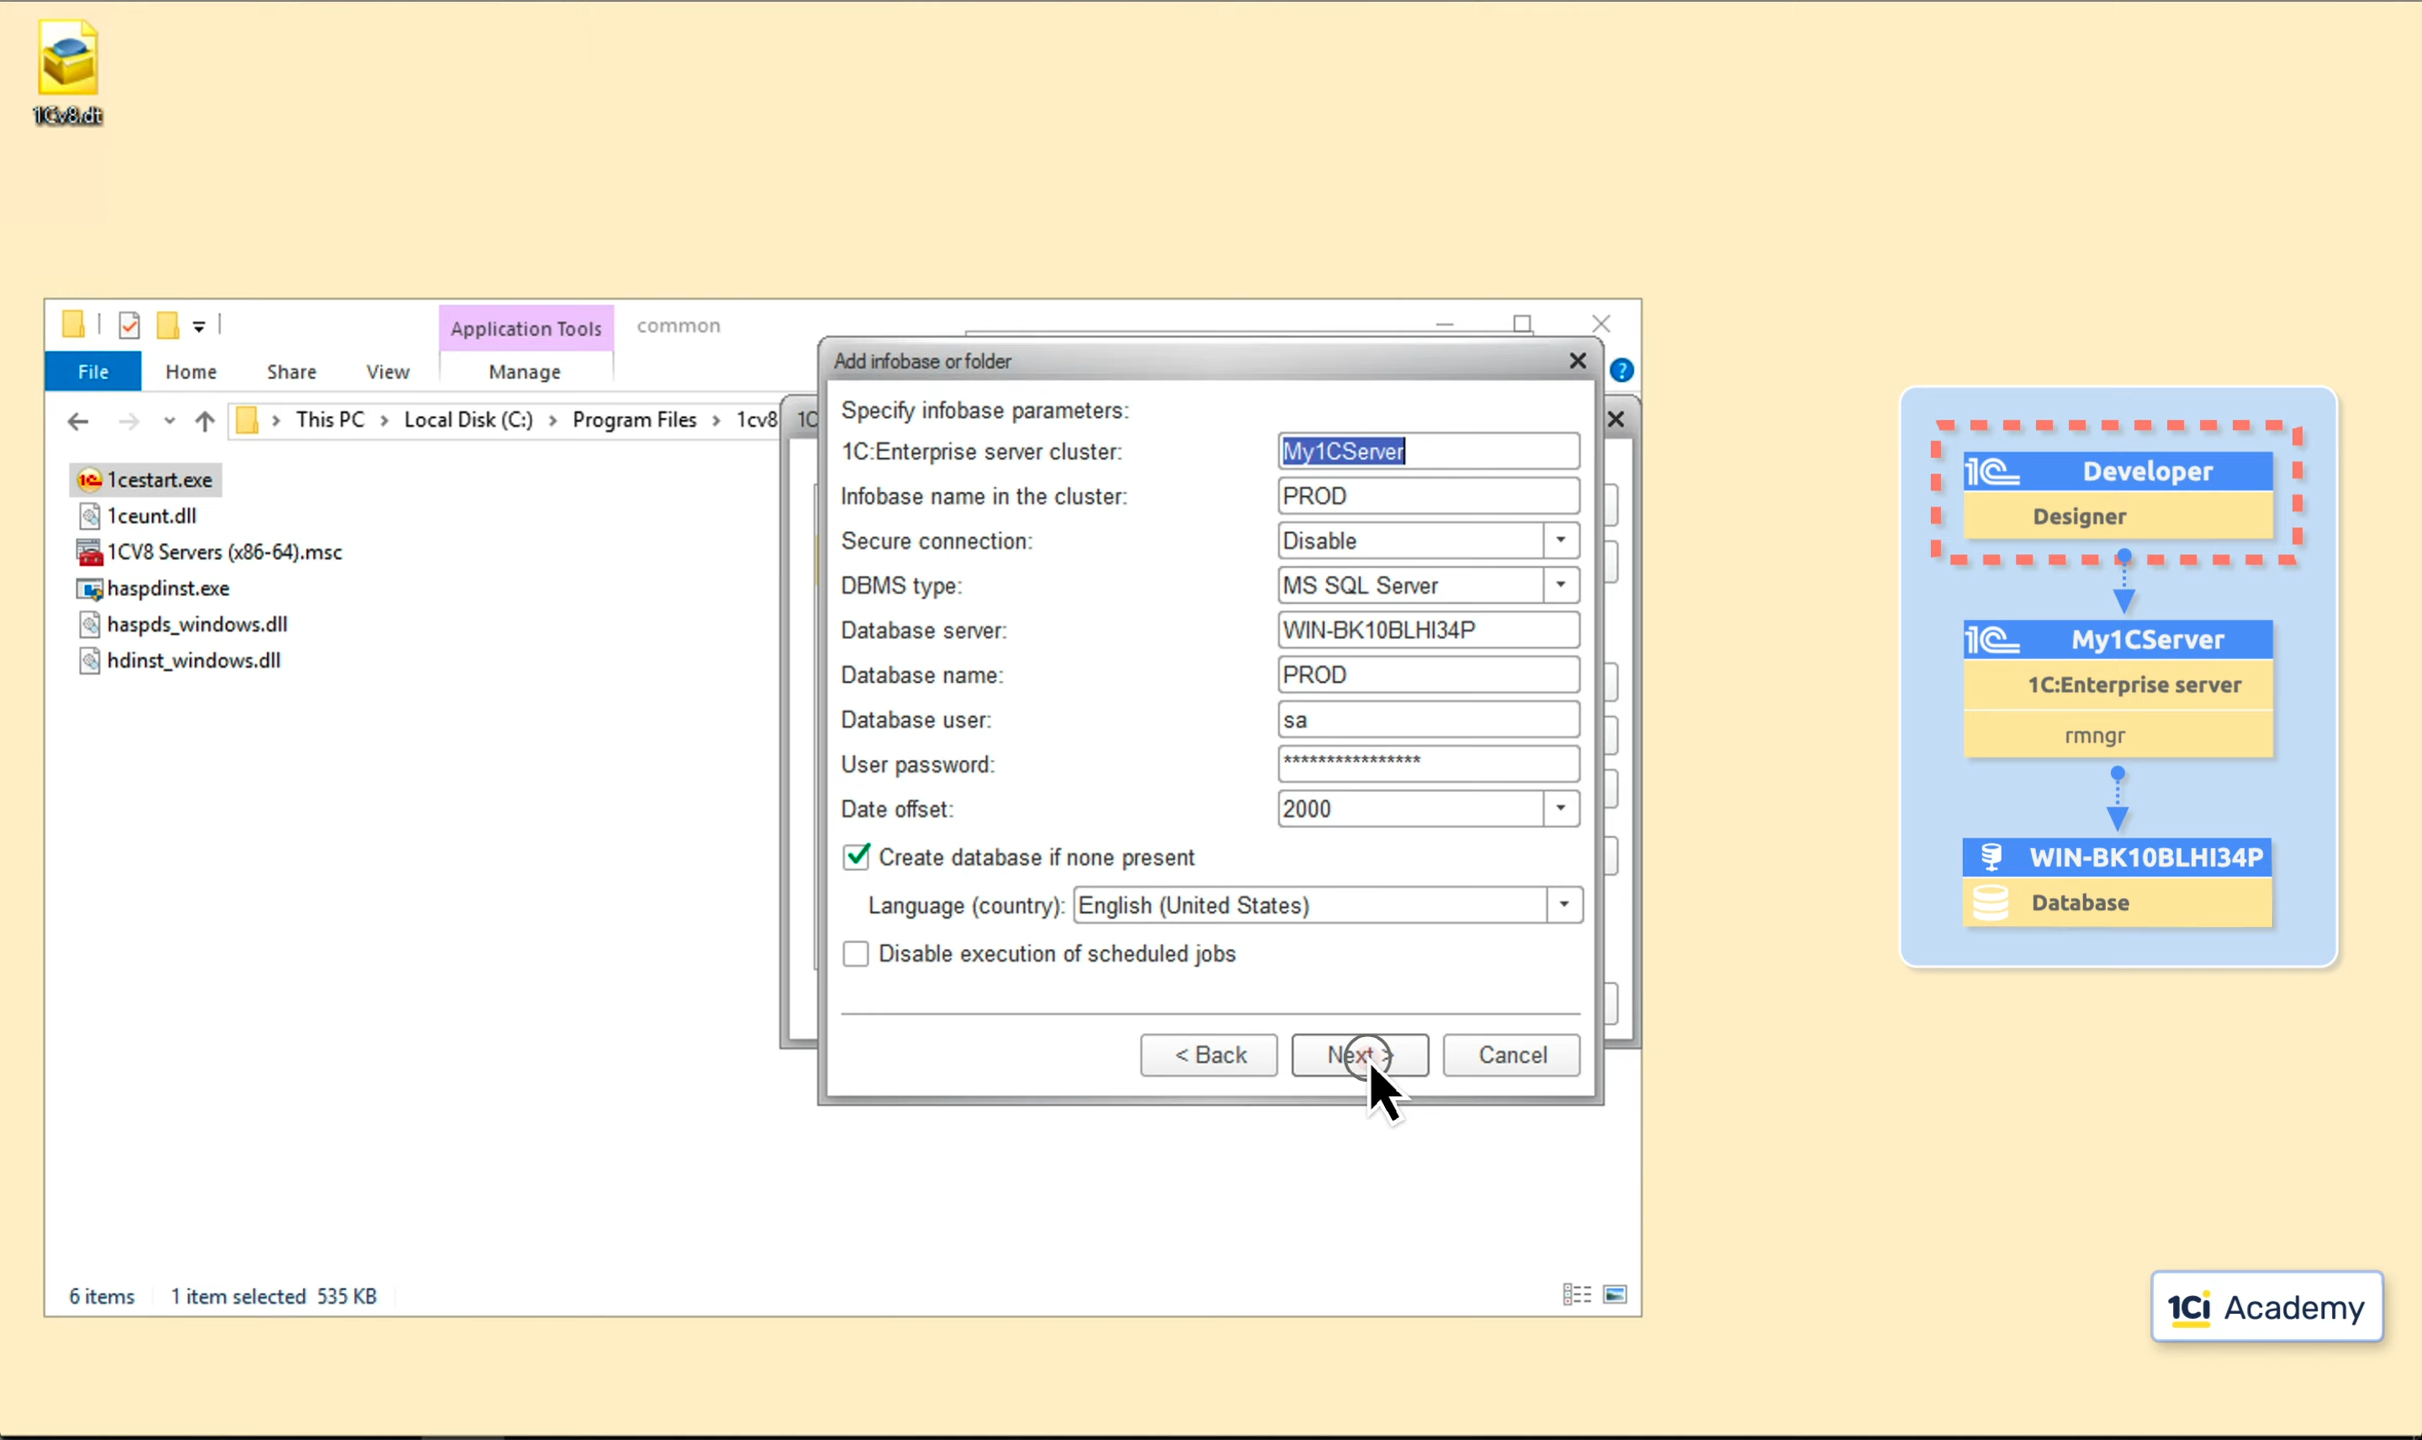 1Cv8.dt
Application Tools
common
File
Home
Share
View
Manage
This PC > Local Disk (C:) > Program Files > 1cv8
1cestart.exe
1ceunt.dll
1CV8 Servers (x86-64).msc
haspdinst.exe
haspds_windows.dll
hdinst_windows.dll
6 items
1 item selected 535 KB
1C
Add infobase or folder
Specify infobase parameters:
1C:Enterprise server cluster: My1CServer
Infobase name in the cluster: PROD
Secure connection: Disable
DBMS type: MS SQL Server
Database server: WIN-BK10BLHI34P
Database name: PROD
Database user: sa
User password: ****************
Date offset: 2000
Create database if none present
Language (country): English (United States)
Disable execution of scheduled jobs
< Back
Next >
Cancel
1C Developer
Designer
1C My1CServer
1C:Enterprise server
rmngr
WIN-BK10BLHI34P
Database
1Ci Academy